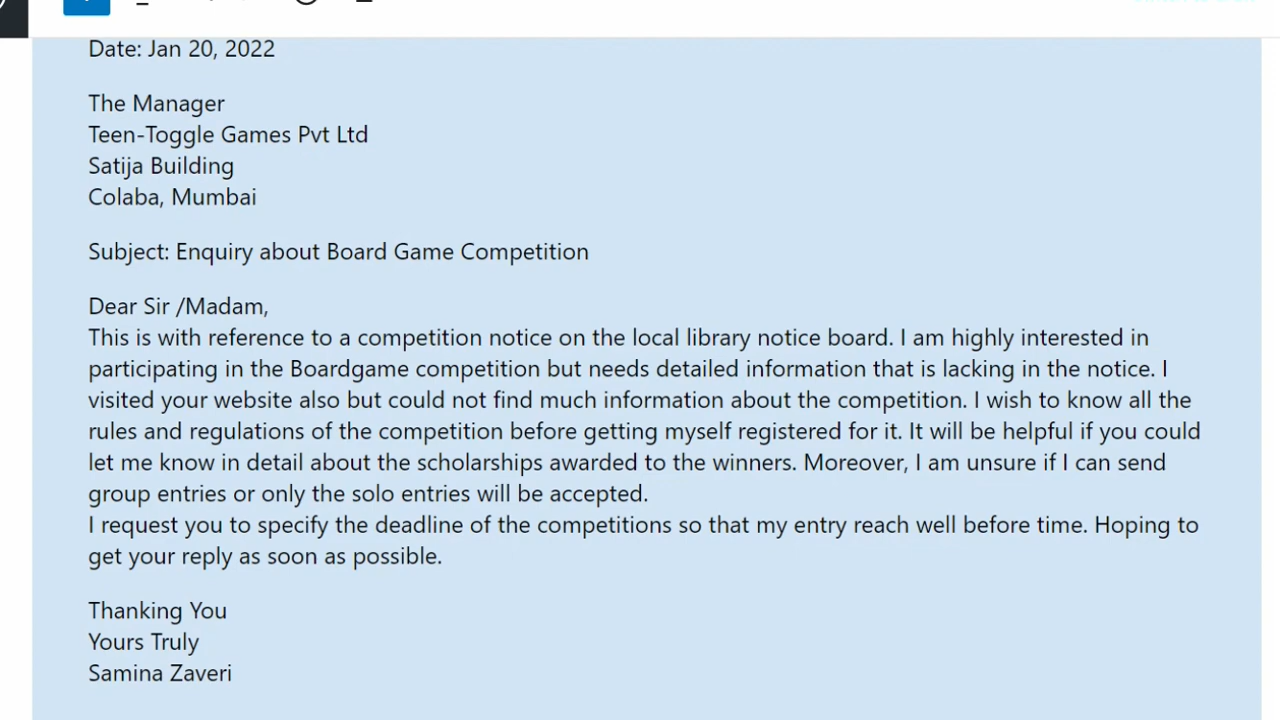 Date: Jan 20, 2022
The Manager
Teen-Toggle Games Pvt Ltd
Satija Building
Colaba, Mumbai
Subject: Enquiry about Board Game Competition
Dear Sir /Madam,
This is with reference to a competition notice on the local library notice board. I am highly interested in
participating in the Boardgame competition but needs detailed information that is lacking in the notice. I
visited your website also but could not find much information about the competition. I wish to know all the
rules and regulations of the competition before getting myself registered for it. It will be helpful if you could
let me know in detail about the scholarships awarded to the winners. Moreover, I am unsure if I can send
group entries or only the solo entries will be accepted.
I request you to specify the deadline of the competitions so that my entry reach well before time. Hoping to
get your reply as soon as possible.
Thanking You
Yours Truly
Samina Zaveri